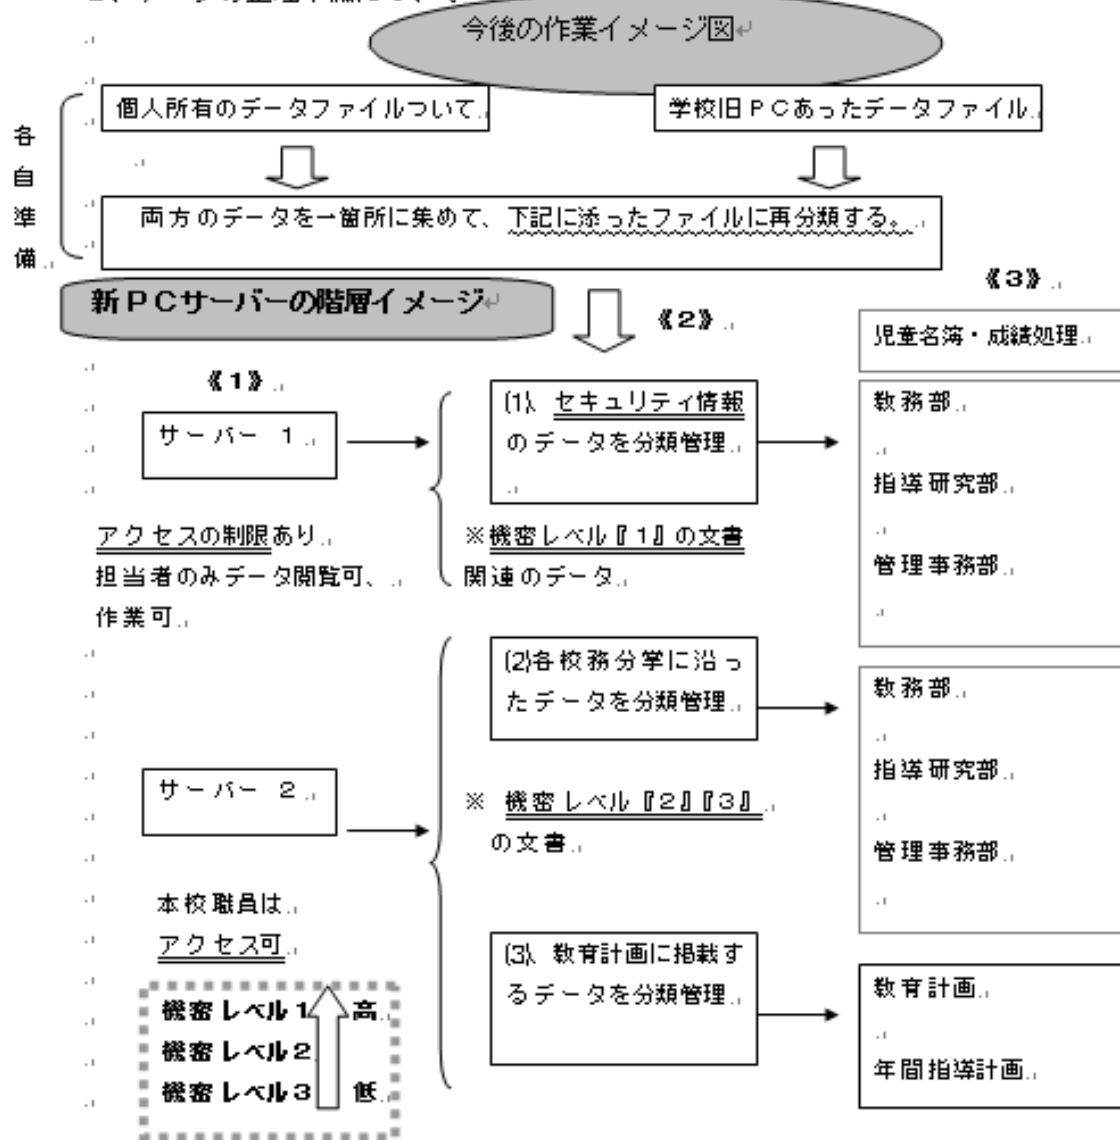 今後の作業イメージ図
個人所有のデータファイルついて
学校旧ＰＣあったデータファイル
各自準備
両方のデータを一箇所に集めて、下記に添ったファイルに再分類する。
新ＰＣサーバーの階層イメージ
《１》
《２》
《３》
サーバー　１
アクセスの制限あり
担当者のみデータ閲覧可、
作業可
(1)、セキュリティ情報
のデータを分類管理
※機密レベル『１』の文書
関連のデータ
児童名簿・成績処理
教務部
指導研究部
管理事務部
サーバー　２
本校職員は
アクセス可
(2)各校務分掌に沿っ
たデータを分類管理
※　機密レベル『２』『３』
の文書
教務部
指導研究部
管理事務部
(3)、教育計画に掲載す
るデータを分類管理
教育計画
年間指導計画
機密レベル１　高
機密レベル２
機密レベル３　低